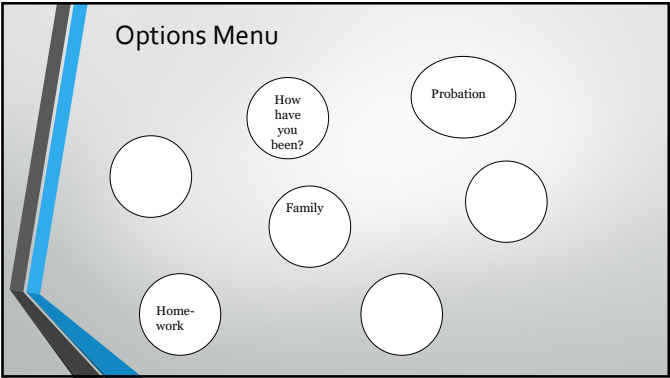 Options Menu
How
have
you
been?
Probation
Family
Home-
work